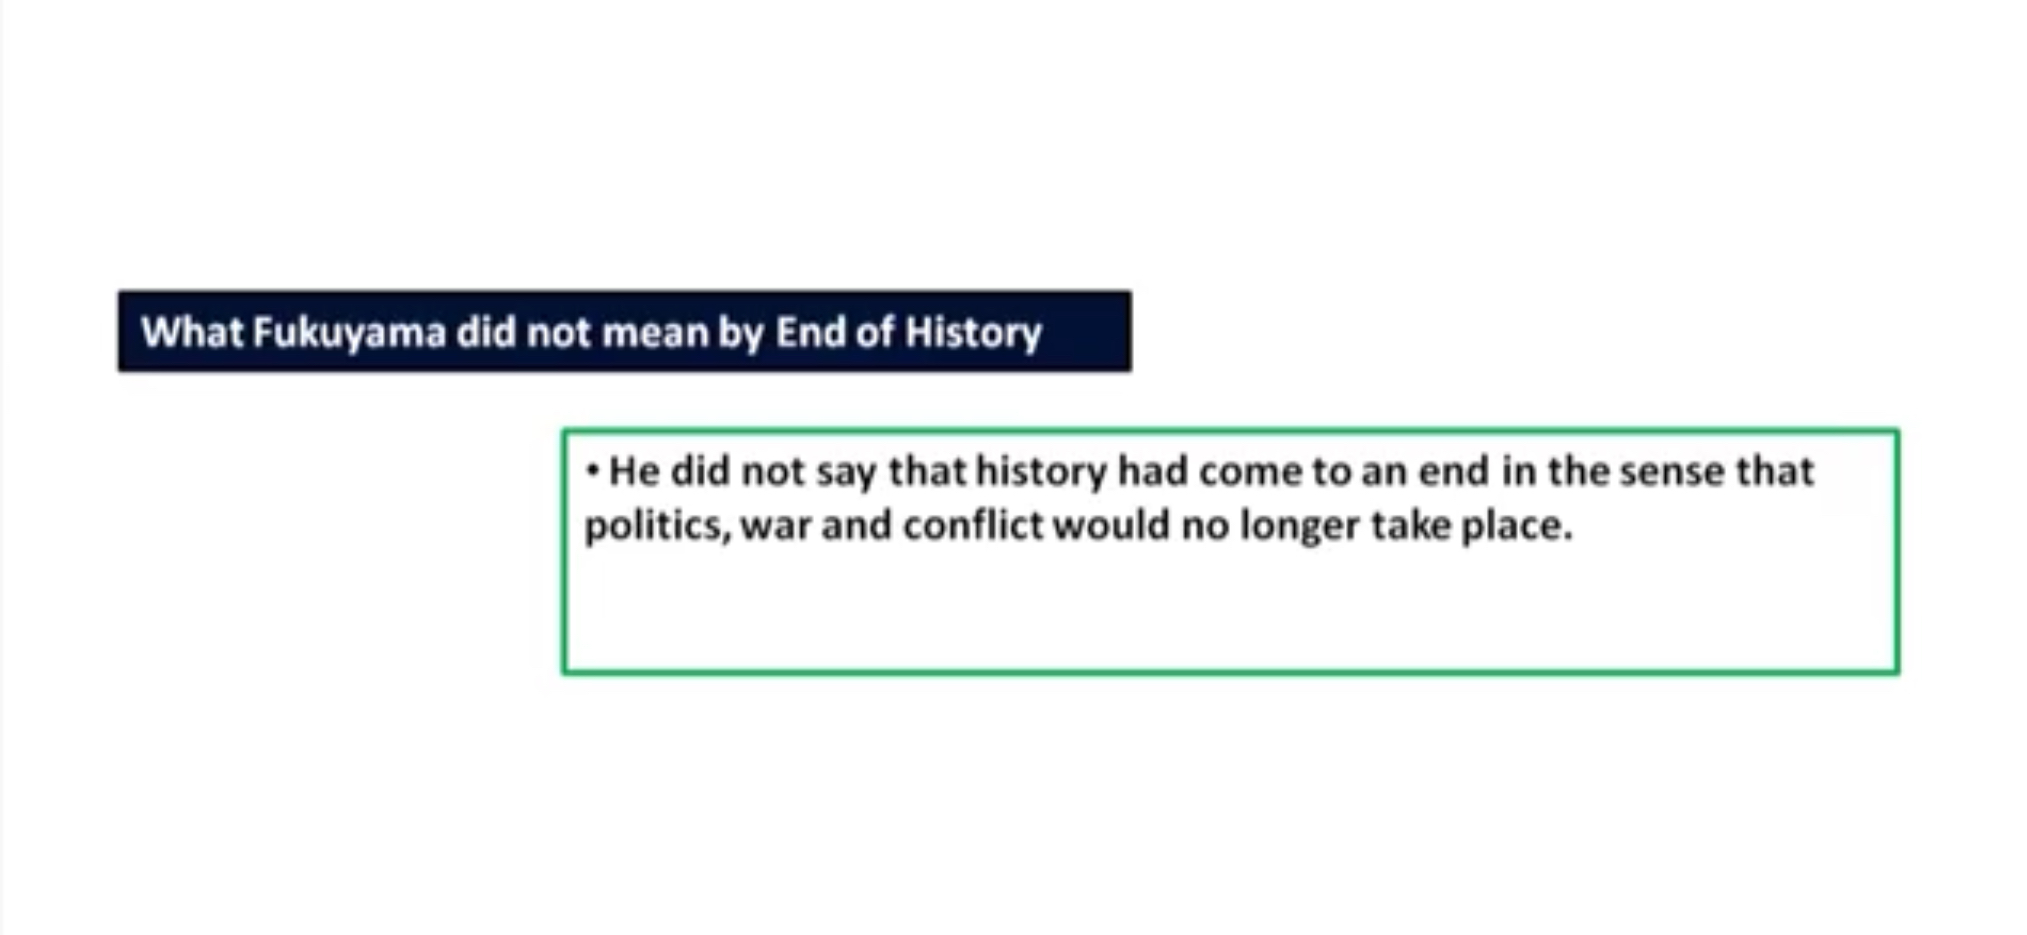 What Fukuyama did not mean by End of History
• He did not say that history had come to an end in the sense that
politics, war and conflict would no longer take place.